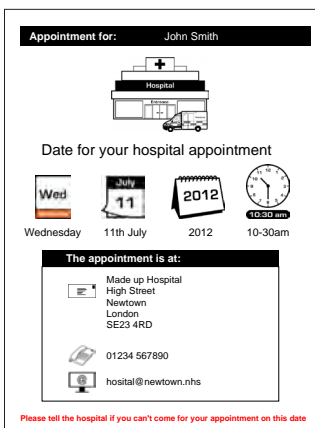 Appointment for: John Smith
Hospital
Entrance
Date for your hospital appointment
Wed
July
11
2012
10:30 am
Wednesday 11th July 2012 10-30am
The appointment is at:
Made up Hospital
High Street
Newtown
London
SE23 4RD
01234 567890
hosital@newtown.nhs
Please tell the hospital if you can't come for your appointment on this date